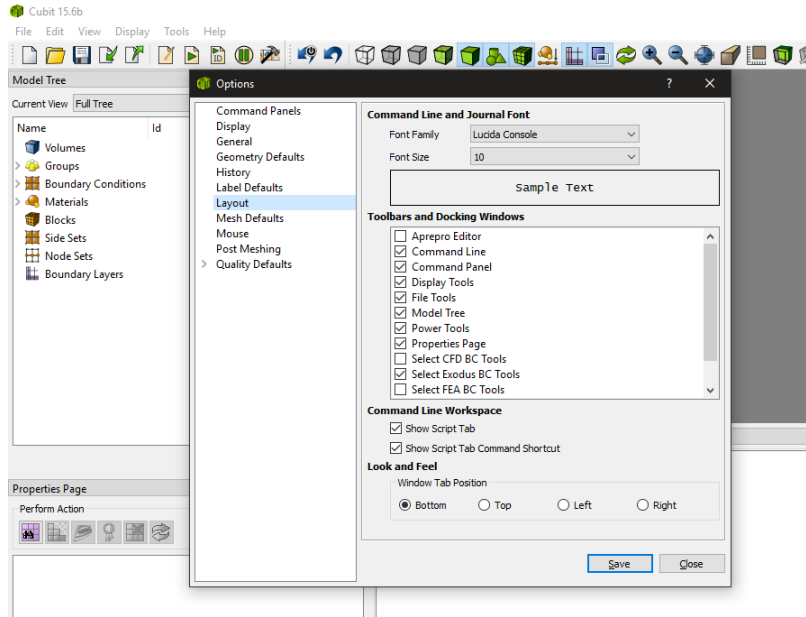 Cubit 15.6b
File Edit View Display Tools Help
ID
Model Tree
Current View Full Tree
Name Id
Volumes
Groups
Boundary Conditions
Materials
Blocks
Side Sets
Node Sets
Boundary Layers
Properties Page
Perform Action
Options ? X
Command Panels
Display
General
Geometry Defaults
History
Label Defaults
Layout
Mesh Defaults
Mouse
Post Meshing
Quality Defaults
Command Line and Journal Font
Font Family Lucida Console
Font Size 10
Sample Text
Toolbars and Docking Windows
Aprepro Editor
Command Line
Command Panel
Display Tools
File Tools
Model Tree
Power Tools
Properties Page
Select CFD BC Tools
Select Exodus BC Tools
Select FEA BC Tools
Command Line Workspace
Show Script Tab
Show Script Tab Command Shortcut
Look and Feel
Window Tab Position
Bottom Top Left Right
Save Close